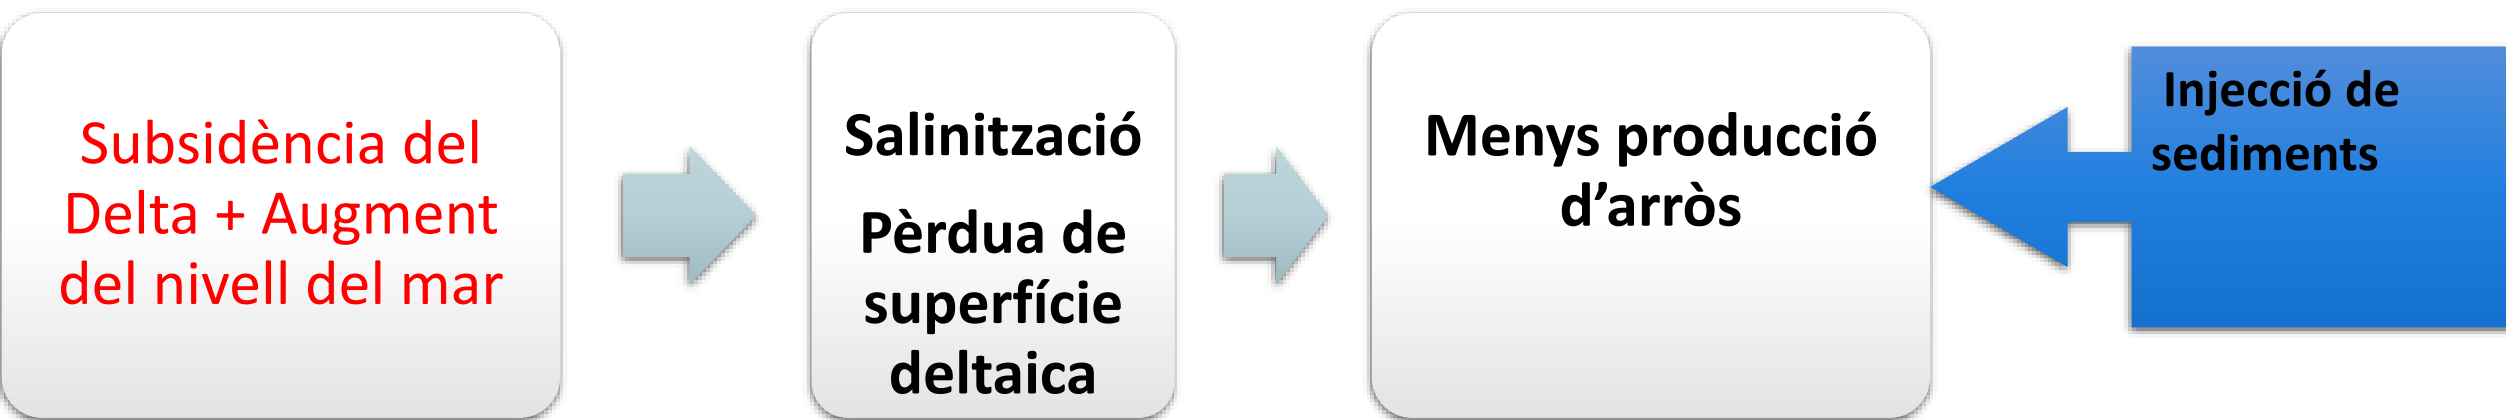 Subsidència del
Delta + Augment
del nivell del mar
Salinització
Pèrdua de
superfície
deltaica
Menys producció
d'arròs
Injecció de
sediments